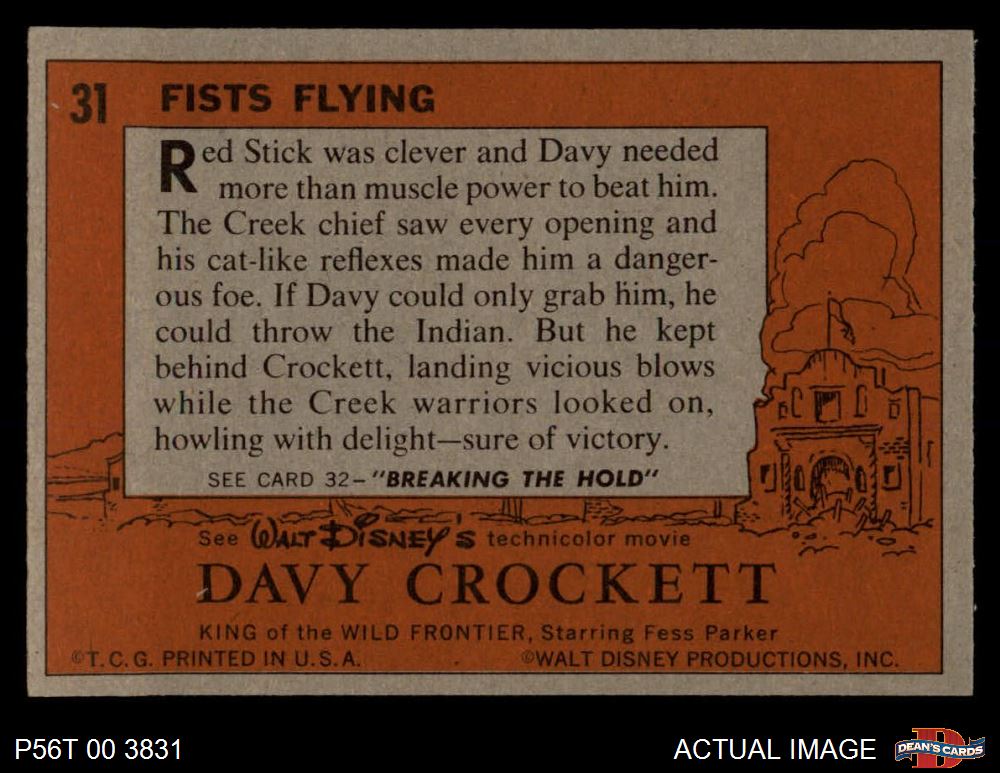 31 FISTS FLYING
Red Stick was clever and Davy needed
more than muscle power to beat him.
The Creek chief saw every opening and
his cat-like reflexes made him a danger-
ous foe. If Davy could only grab him, he
could throw the Indian. But he kept
behind Crockett, landing vicious blows
while the Creek warriors looked on,
howling with delight—sure of victory.
SEE CARD 32-"BREAKING THE HOLD"
See WALT DISNEY'S technicolor movie
DAVY CROCKETT
KING of the WILD FRONTIER, Starring Fess Parker
©T.C.G. PRINTED IN U.S.A. ©WALT DISNEY PRODUCTIONS, INC.
P56T 00 3831 ACTUAL IMAGE D DEAN'S CARDS